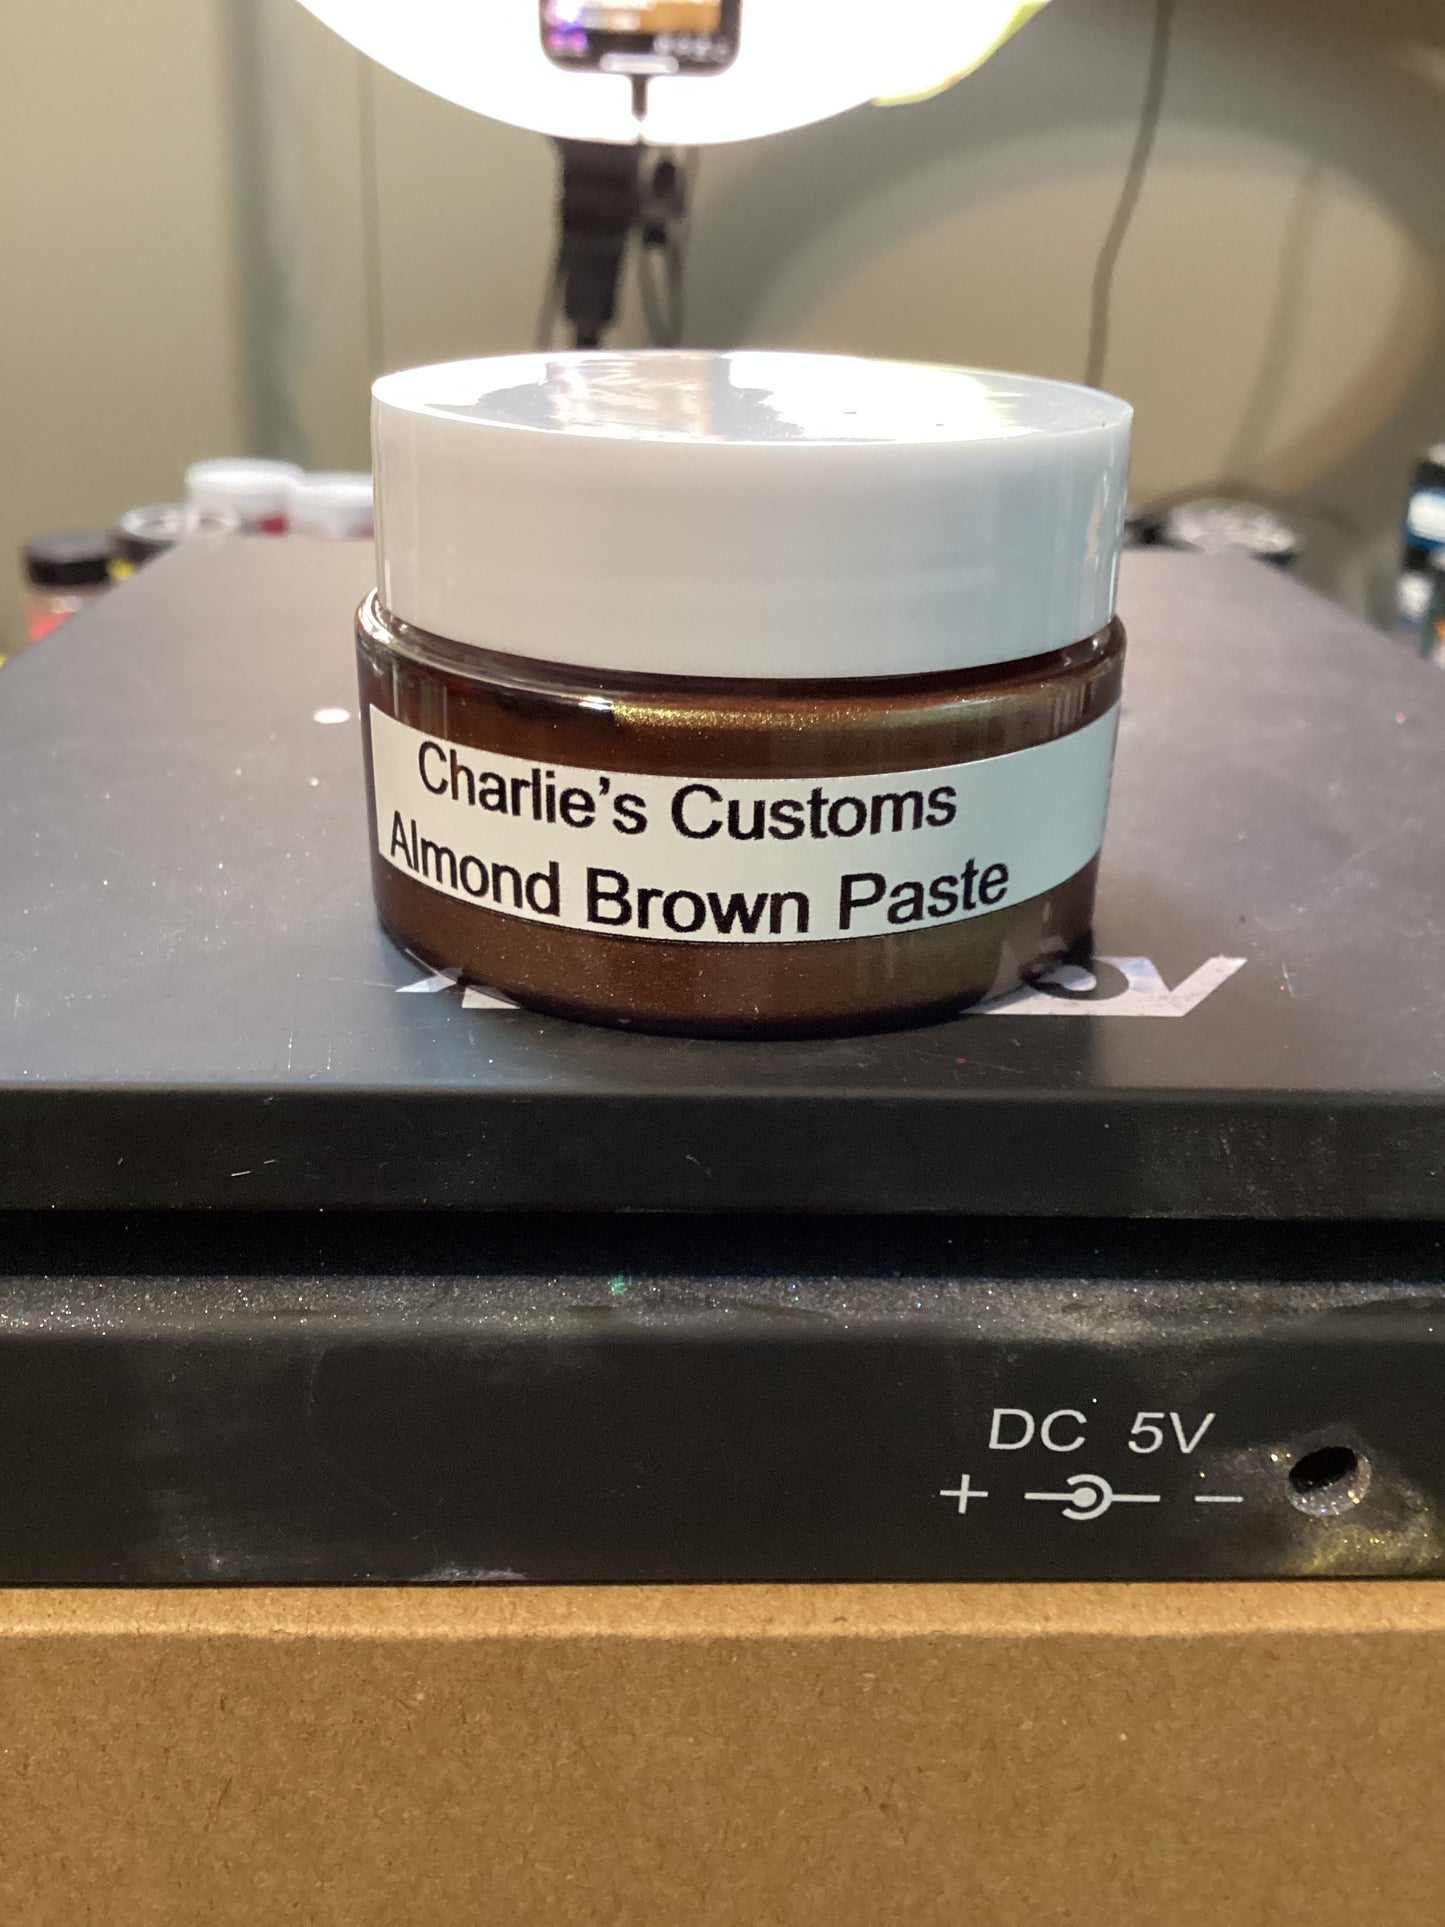 Charlie's Customs
Almond Brown Paste
DC 5V
+ -